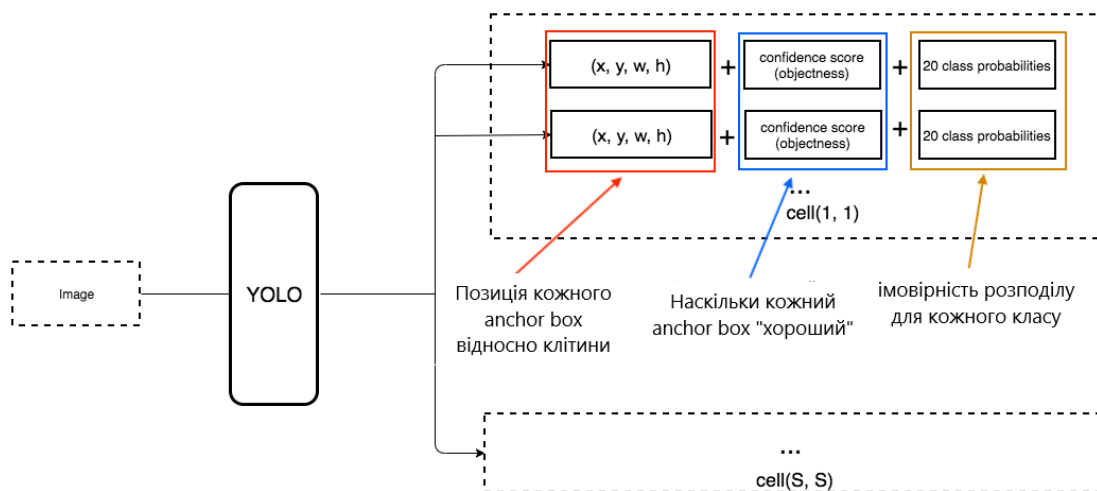 (x, y, w, h)
+
confidence score
(objectness)
+
20 class probabilities
(x, y, w, h)
+
confidence score
(objectness)
+
20 class probabilities
...
cell(1, 1)
Image
YOLO
Позиція кожного
anchor box
відносно клітини
Наскільки кожний
anchor box "хороший"
імовірність розподілу
для кожного класу
...
cell(S, S)